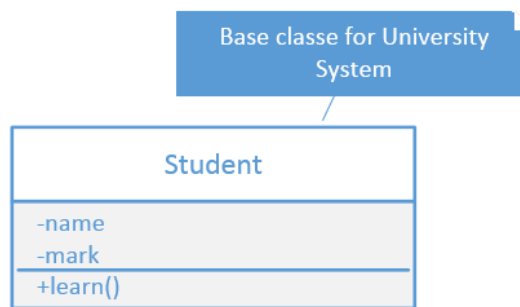 Base classe for University
System
Student
-name
-mark
+learn()